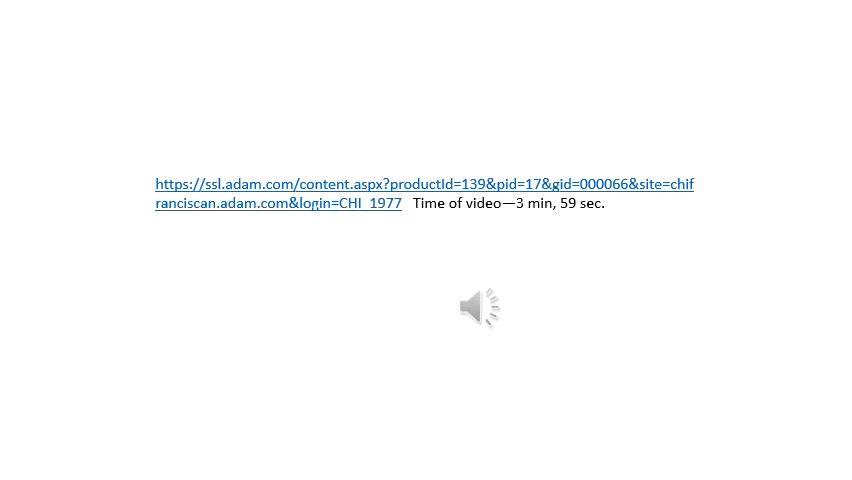 https://ssl.adam.com/content.aspx?productId=139&pid=17&gid=000066&site=chif
ranciscan.adam.com&login=CHI_1977 Time of video—3 min, 59 sec.